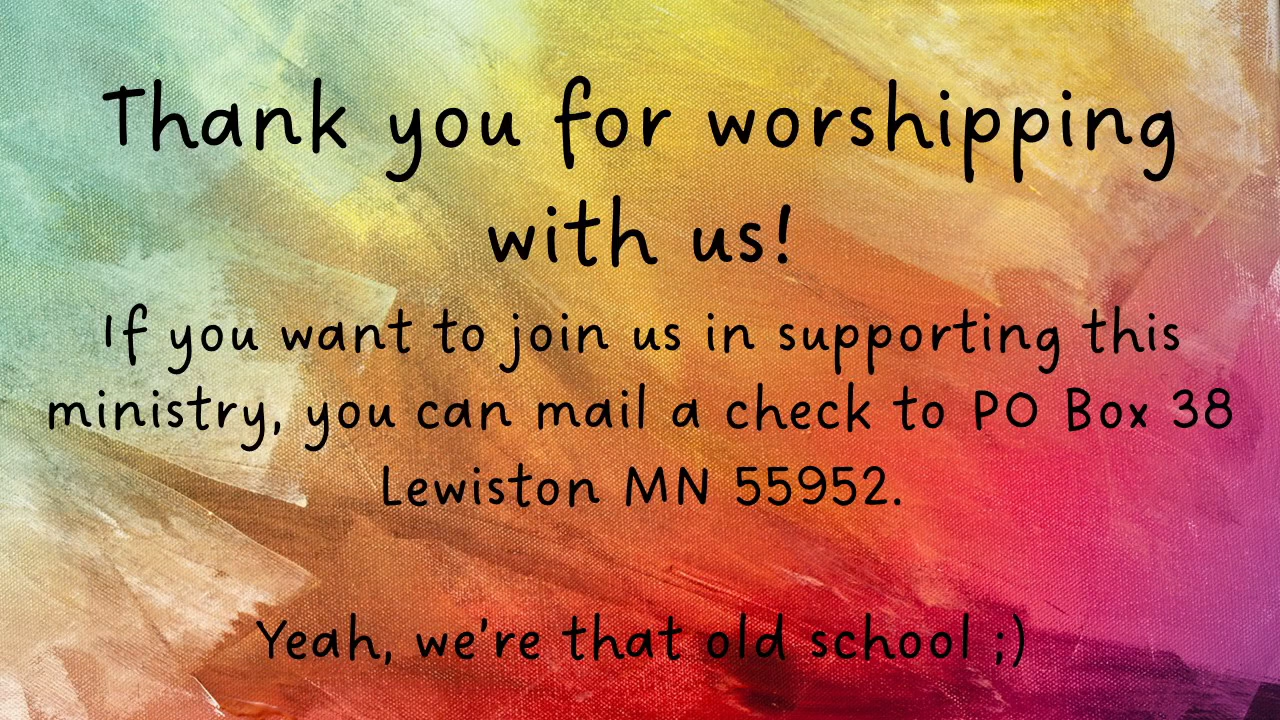 Thank you for worshipping
with us!
If you want to join us in supporting this
ministry, you can mail a check to PO Box 38
Lewiston MN 55952.
Yeah, we're that old school ;)